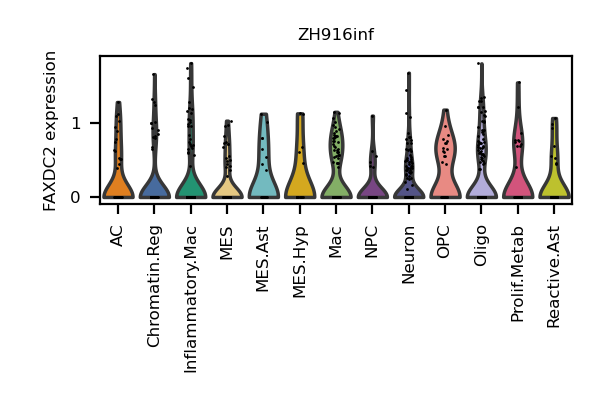 ZH916inf
FAXDC2 expression
1
0
AC
Chromatin.Reg
Inflammatory.Mac
MES
MES.Ast
MES.Hyp
Mac
NPC
Neuron
OPC
Oligo
Prolif.Metab
Reactive.Ast